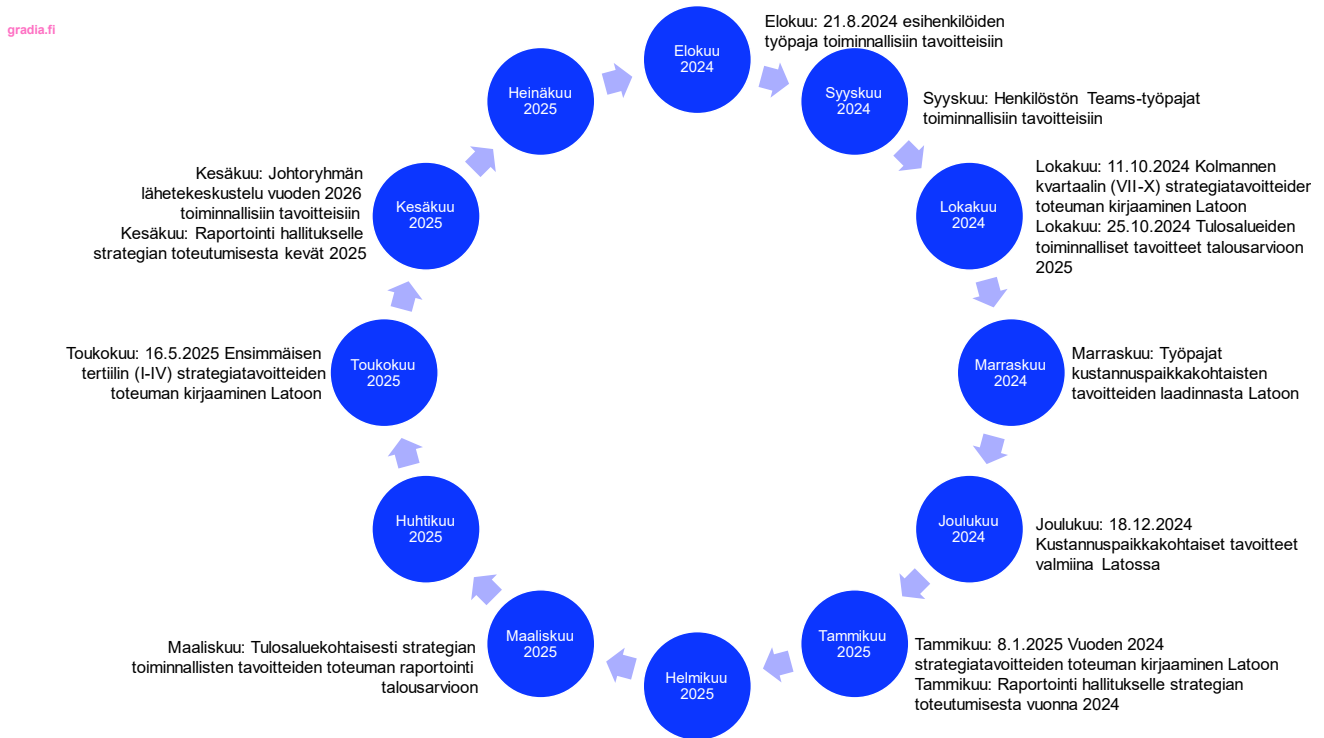 gradia.fi
Elokuu
2024
Elokuu: 21.8.2024 esihenkilöiden
työpaja toiminnallisiin tavoitteisiin
Syyskuu
2024
Syyskuu: Henkilöstön Teams-työpajat
toiminnallisiin tavoitteisiin
Lokakuu
2024
Lokakuu: 11.10.2024 Kolmannen
kvartaalin (VII-X) strategiatavoitteider
toteuman kirjaaminen Latoon
Lokakuu: 25.10.2024 Tulosalueiden
toiminnalliset tavoitteet talousarvioon
2025
Marraskuu
2024
Marraskuu: Työpajat
kustannuspaikkakohtaisten
tavoitteiden laadinnasta Latoon
Joulukuu
2024
Joulukuu: 18.12.2024
Kustannuspaikkakohtaiset tavoitteet
valmiina Latossa
Tammikuu
2025
Tammikuu: 8.1.2025 Vuoden 2024
strategiatavoitteiden toteuman kirjaaminen Latoon
Tammikuu: Raportointi hallitukselle strategian
toteutumisesta vuonna 2024
Helmikuu
2025
Maaliskuu
2025
Maaliskuu: Tulosaluekohtaisesti strategian
toiminnallisten tavoitteiden toteuman raportointi
talousarvioon
Huhtikuu
2025
Toukokuu
2025
Toukokuu: 16.5.2025 Ensimmäisen
tertiilin (I-IV) strategiatavoitteiden
toteuman kirjaaminen Latoon
Kesäkuu
2025
Kesäkuu: Johtoryhmän
lähetekeskustelu vuoden 2026
toiminnallisiin tavoitteisiin
Kesäkuu: Raportointi hallitukselle
strategian toteutumisesta kevät 2025
Heinäkuu
2025